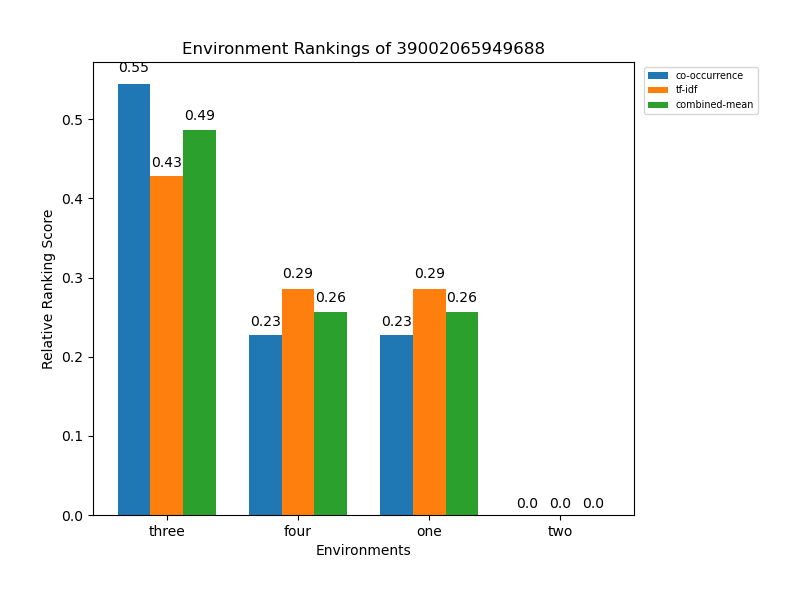 Environment Rankings of 39002065949688
co-occurrence
tf-idf
combined-mean
Relative Ranking Score
0.5
0.4
0.3
0.2
0.1
0.0
0.55
0.43
0.49
0.23
0.29
0.26
0.23
0.29
0.26
0.0
0.0
0.0
three
four
one
two
Environments